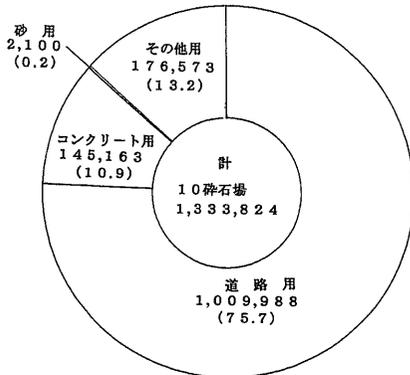 砂 用
2,100
(0.2)
その他用
176,573
(13.2)
コンクリート用
145,163
(10.9)
計
10砕石場
1,333,824
道 路 用
1,009,988
(75.7)